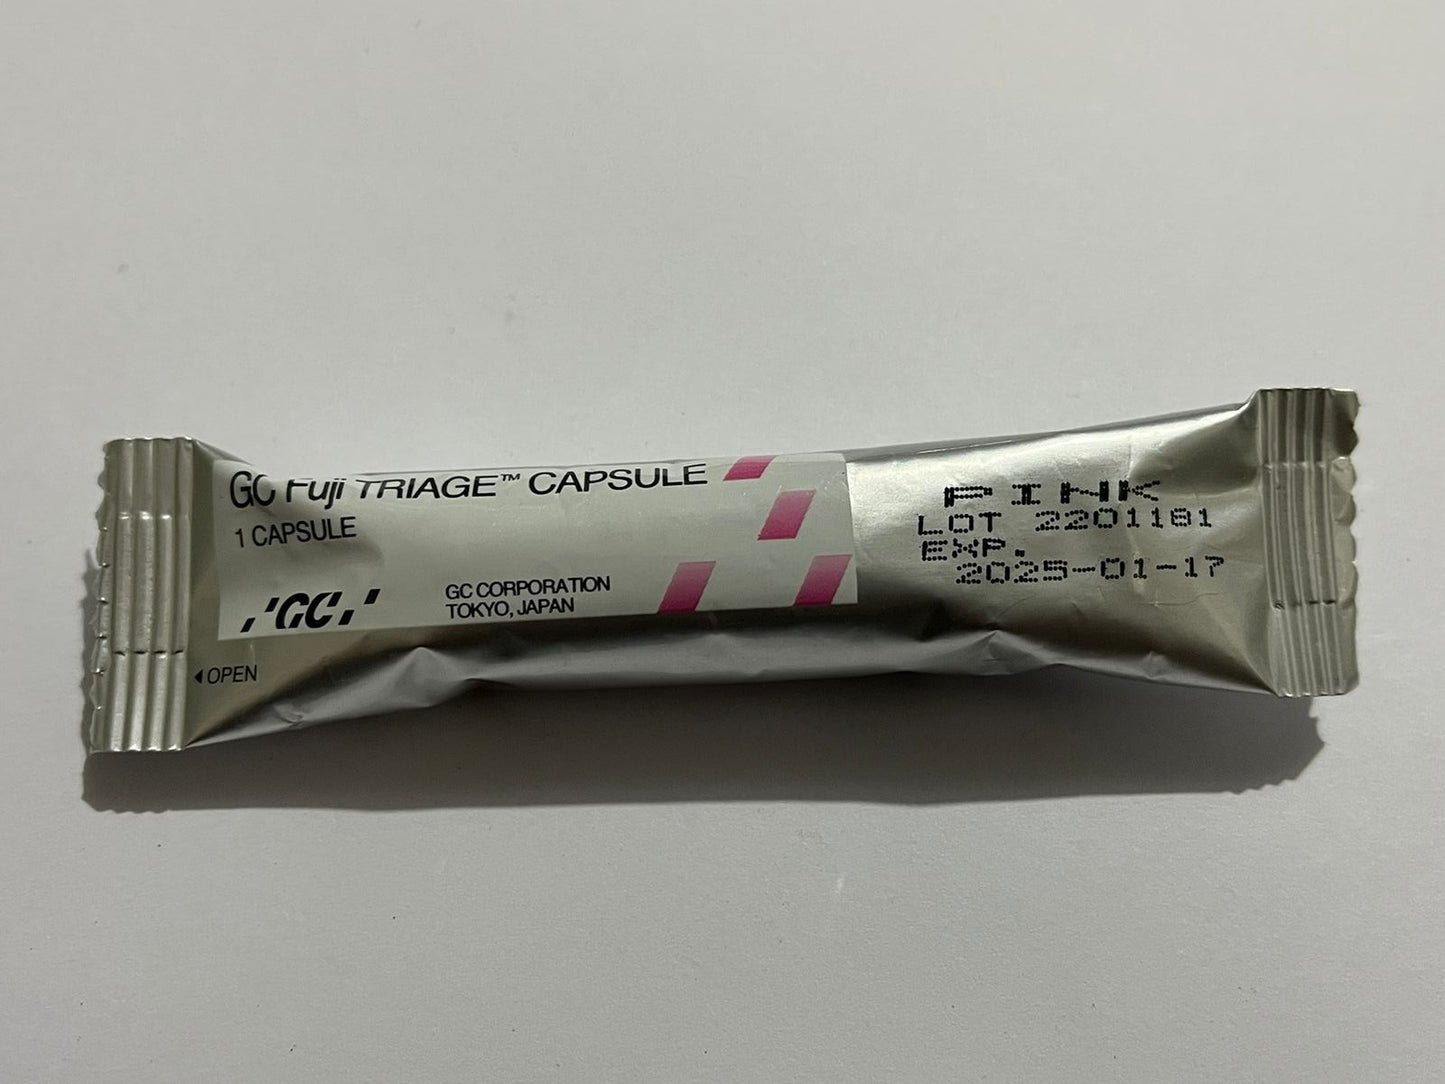 GC Fuji TRIAGE™ CAPSULE
1 CAPSULE
GC
GC CORPORATION
TOKYO, JAPAN
OPEN
PINK
LOT 2201181
EXP.
2025-01-17